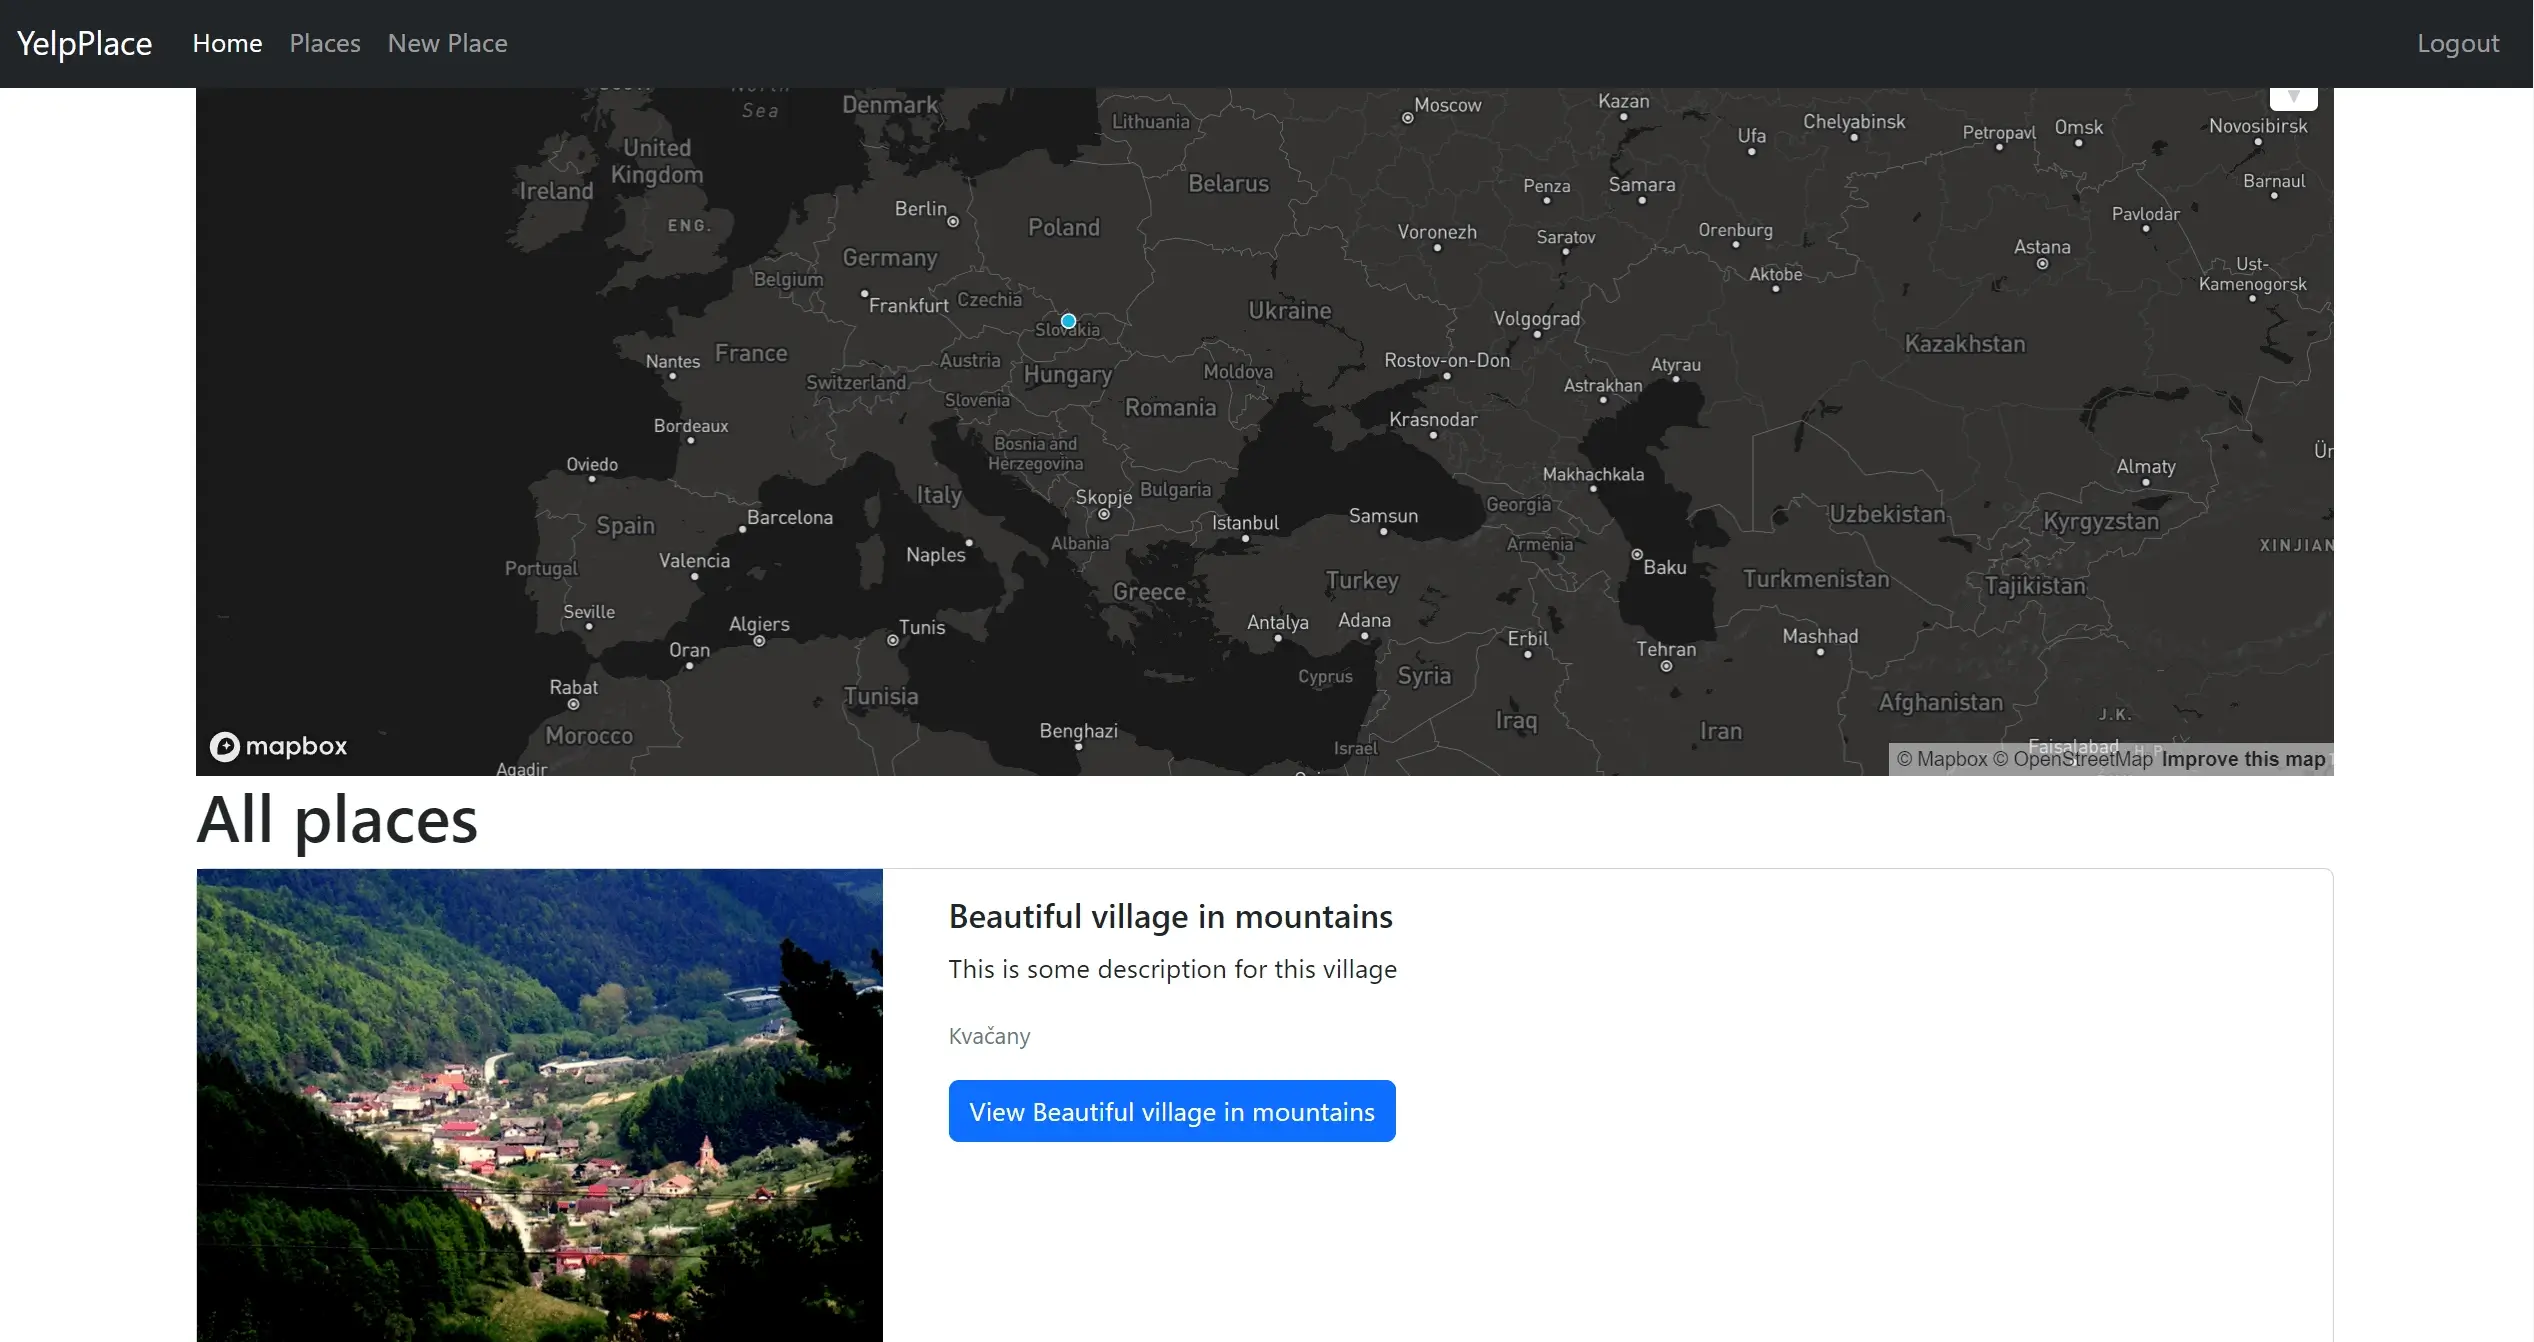 YelpPlace Home Places New Place Logout
North
Sea
Denmark
Lithuania
Moscow
Kazan
Ufa
Chelyabinsk
Petropavl
Omsk
Novosibirsk
United
Kingdom
Ireland
ENG.
Berlin
Poland
Belarus
Penza
Samara
Barnaul
Pavlodar
Voronezh
Saratov
Orenburg
Astana
Germany
Belgium
Frankfurt
Czechia
Aktobe
Ust-
Kamenogorsk
Slovakia
Ukraine
Volgograd
Kazakhstan
Nantes
France
Austria
Switzerland
Hungary
Moldova
Rostov-on-Don
Atyrau
Astrakhan
Slovenia
Romania
Krasnodar
Bordeaux
Bosnia and
Herzegovina
Oviedo
Almaty
Makhachkala
Italy
Skopje
Bulgaria
Georgia
Spain
Barcelona
Istanbul
Samsun
Uzbekistan
Kyrgyzstan
Naples
Albania
Armenia
XINJIAN
Valencia
Portugal
Baku
Greece
Turkey
Turkmenistan
Tajikistan
Seville
Algiers
Tunis
Antalya
Adana
Erbil
Mashhad
Oran
Tehran
Rabat
Tunisia
Cyprus
Syria
Afghanistan
Morocco
Benghazi
Iraq
Iran
J.K.
Israel
Faisalabad
H.P.
Agadir
mapbox
© Mapbox © OpenStreetMap Improve this map
All places
Beautiful village in mountains
This is some description for this village
Kvačany
View Beautiful village in mountains